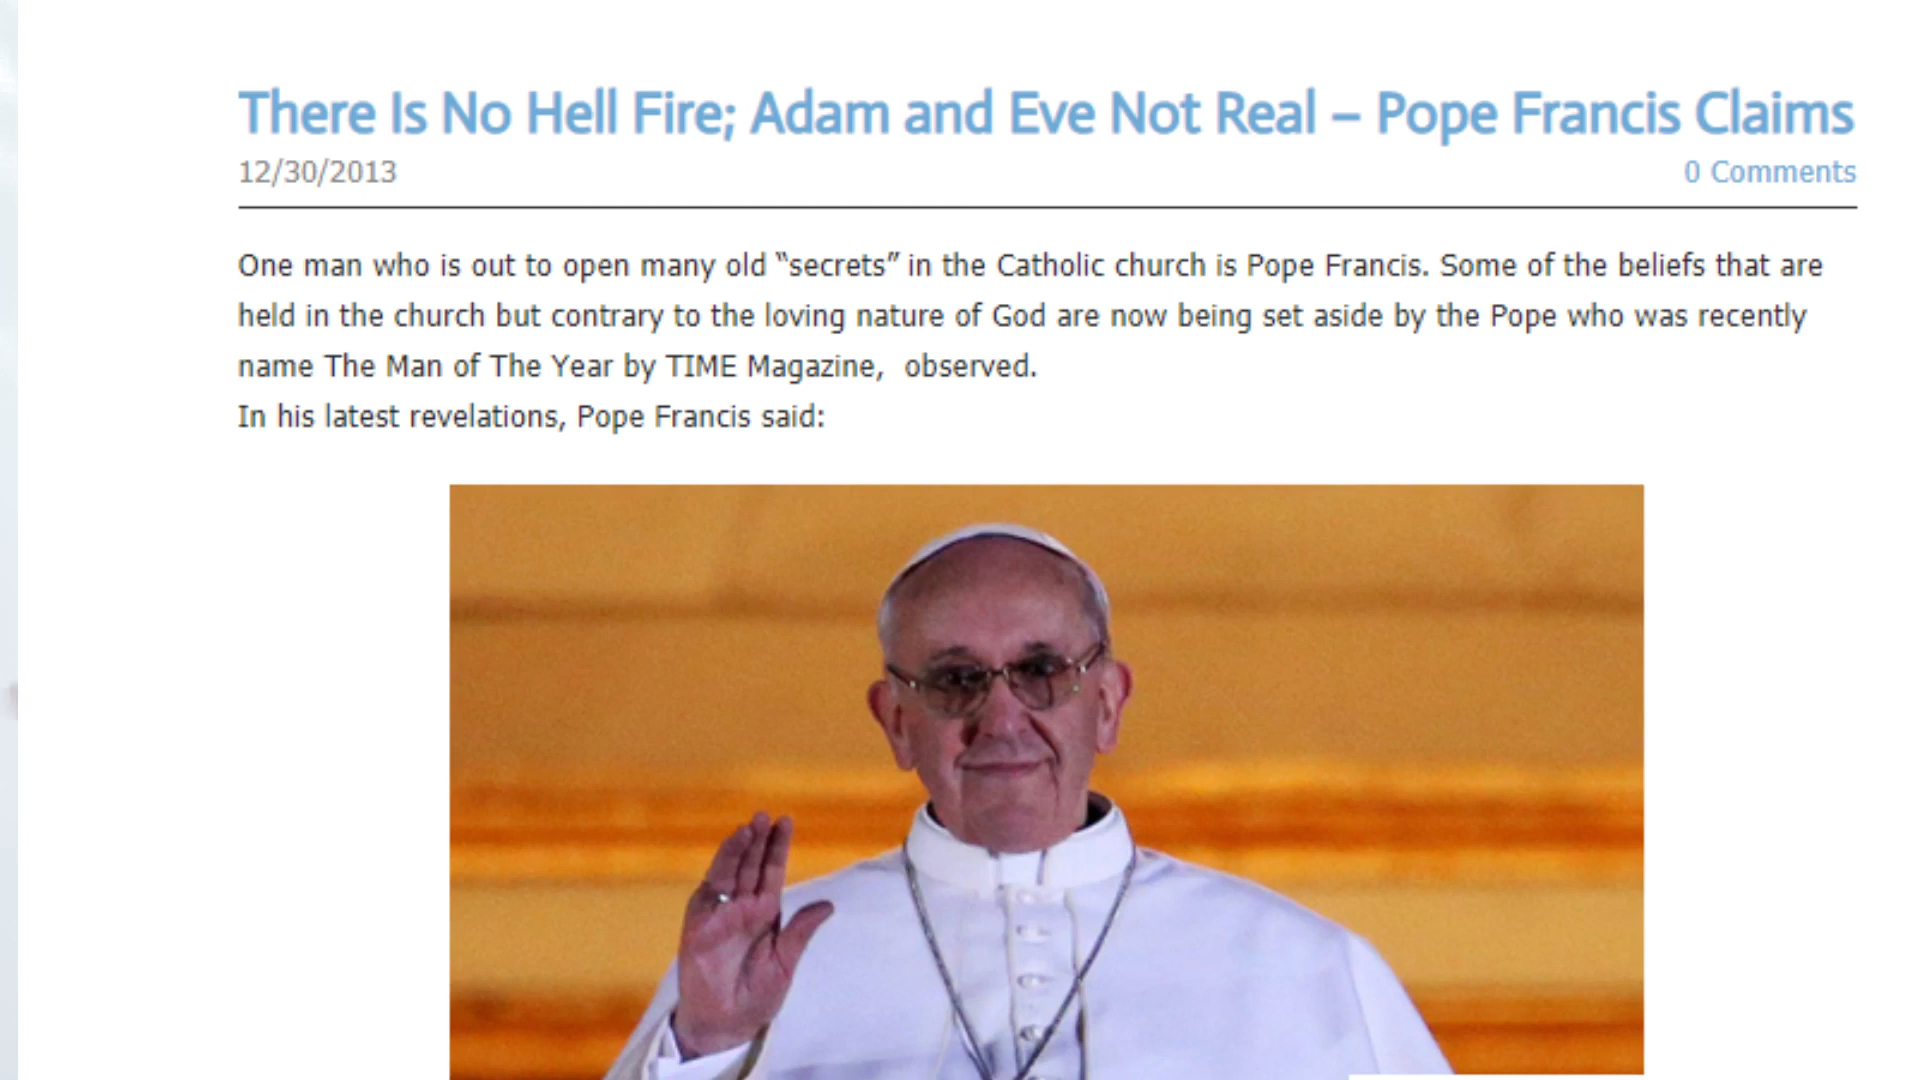 There Is No Hell Fire; Adam and Eve Not Real – Pope Francis Claims
12/30/2013
0 Comments
One man who is out to open many old “secrets” in the Catholic church is Pope Francis. Some of the beliefs that are
held in the church but contrary to the loving nature of God are now being set aside by the Pope who was recently
name The Man of The Year by TIME Magazine,  observed.
In his latest revelations, Pope Francis said: